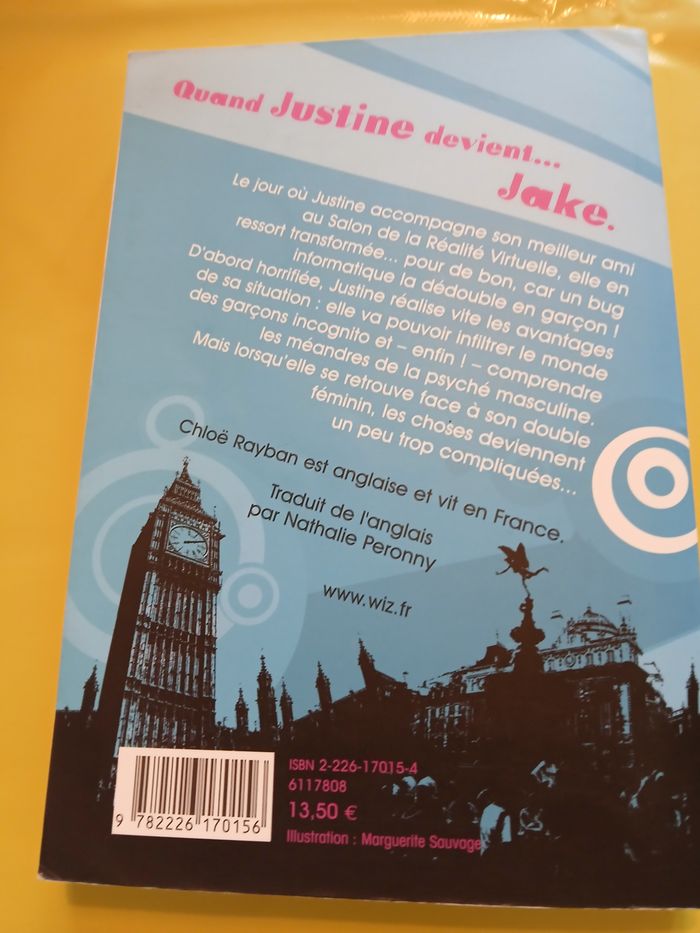 Quand Justine devient...
Jake.
Le jour où Justine accompagne son meilleur ami
au Salon de la Réalité Virtuelle, elle en
ressort transformée... pour de bon, car un bug
informatique la dédouble en garçon !
D'abord horrifiée, Justine réalise vite les avantages
de sa situation : elle va pouvoir infiltrer le monde
des garçons incognito et – enfin ! – comprendre
les méandres de la psyché masculine.
Mais lorsqu'elle se retrouve face à son double
féminin, les choses deviennent
un peu trop compliquées...
Chloë Rayban est anglaise et vit en France.
Traduit de l'anglais
par Nathalie Peronny
www.wiz.fr
ISBN 2-226-17015-4
6117808
13,50 €
Illustration : Marguerite Sauvage
9 782226 170156